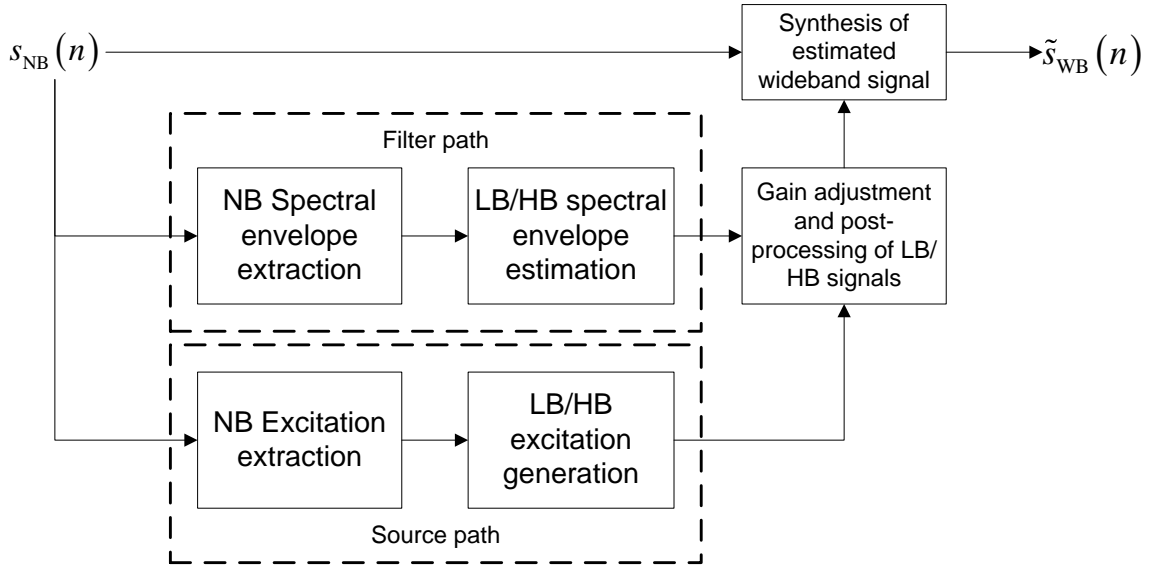 s_NB(n)
Synthesis of
estimated
wideband signal
s̃_WB(n)
Filter path
NB Spectral
envelope
extraction
LB/HB spectral
envelope
estimation
Gain adjustment
and post-
processing of LB/
HB signals
NB Excitation
extraction
LB/HB
excitation
generation
Source path